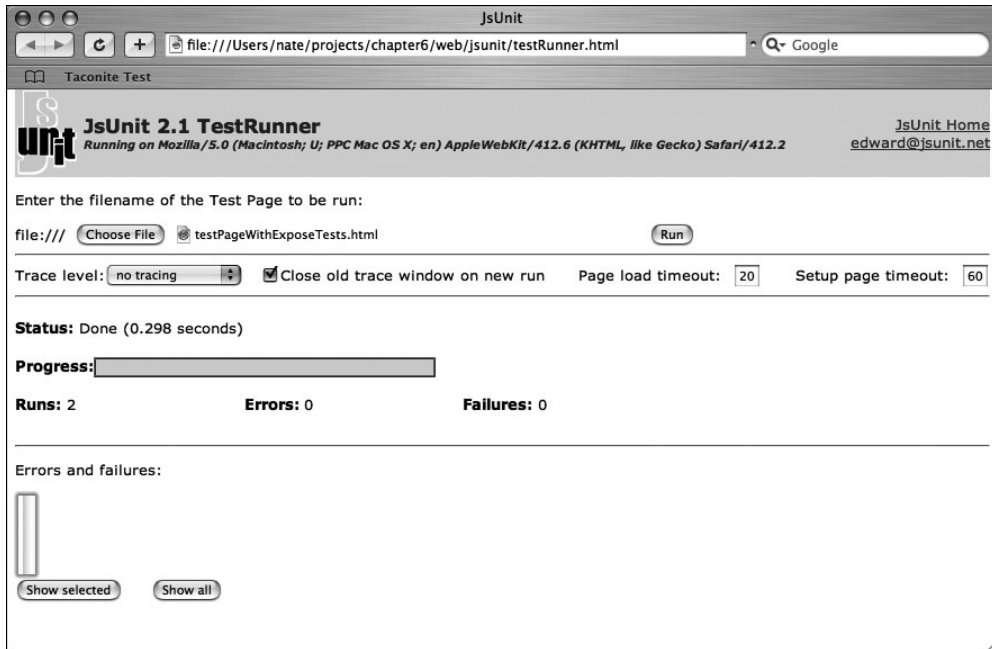 JsUnit
file:///Users/nate/projects/chapter6/web/jsunit/testRunner.html
Google
Taconite Test
JS unit
JsUnit 2.1 TestRunner
Running on Mozilla/5.0 (Macintosh; U; PPC Mac OS X; en) AppleWebKit/412.6 (KHTML, like Gecko) Safari/412.2
JsUnit Home
edward@jsunit.net
Enter the filename of the Test Page to be run:
file:/// Choose File testPageWithExposeTests.html Run
Trace level: no tracing Close old trace window on new run Page load timeout: 20 Setup page timeout: 60
Status: Done (0.298 seconds)
Progress:
Runs: 2 Errors: 0 Failures: 0
Errors and failures:
Show selected Show all